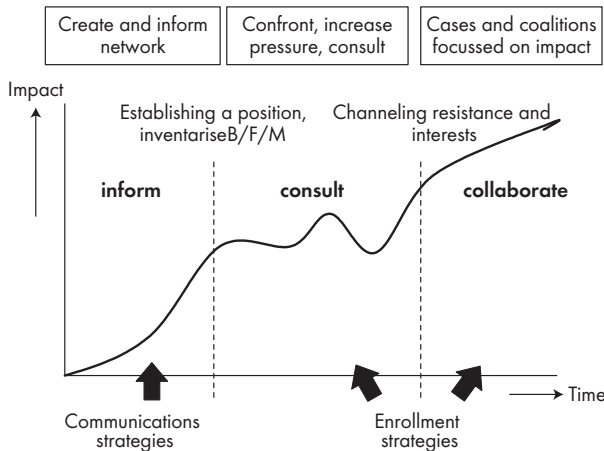 Create and inform
network
Confront, increase
pressure, consult
Cases and coalitions
focussed on impact
Impact
Establishing a position,
inventariseB/F/M
Channeling resistance and
interests
inform
consult
collaborate
Time
Communications
strategies
Enrollment
strategies